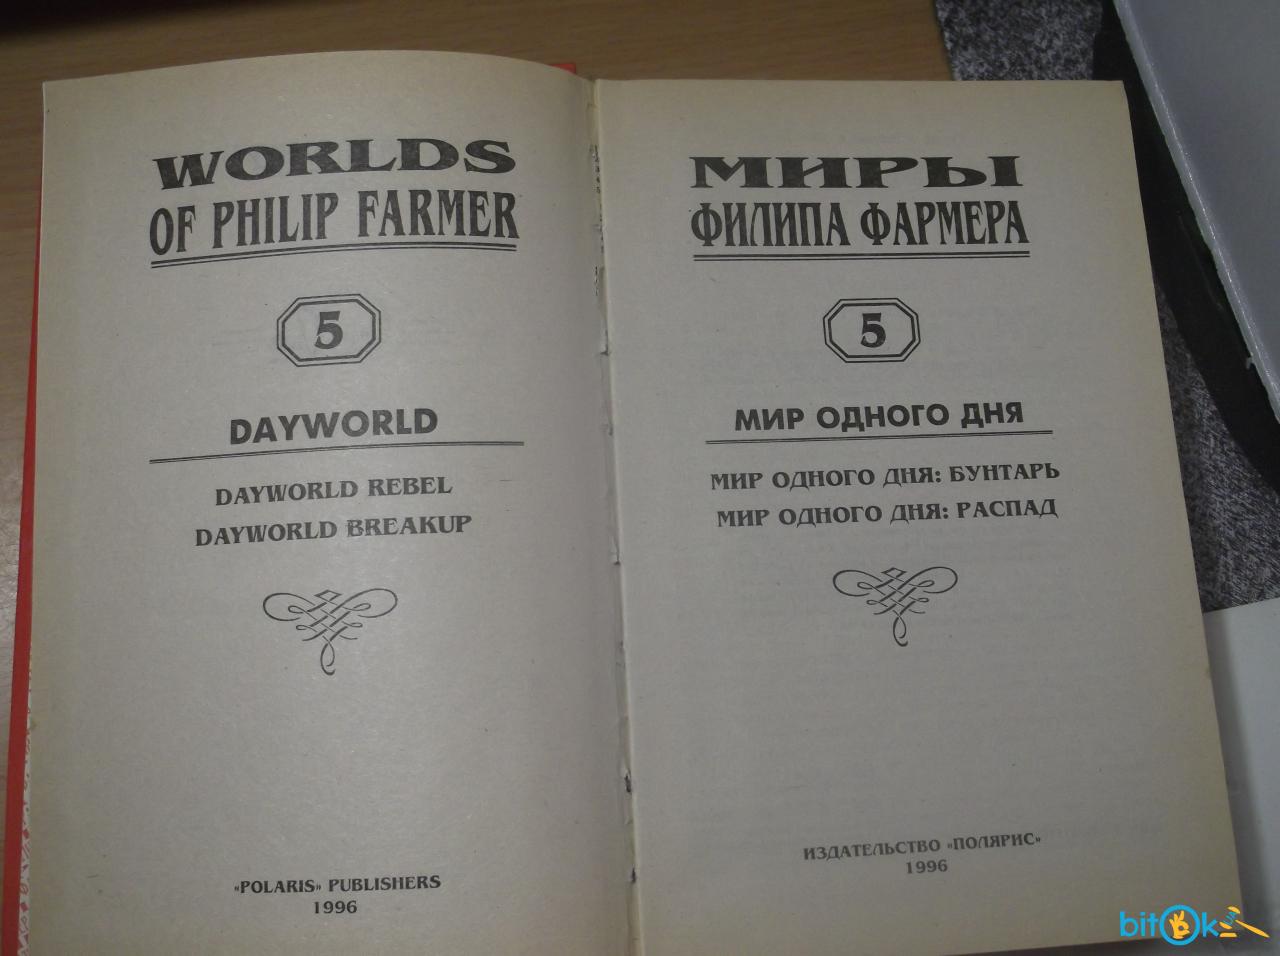 WORLDS
OF PHILIP FARMER
5
DAYWORLD
DAYWORLD REBEL
DAYWORLD BREAKUP
«POLARIS» PUBLISHERS
1996
МИРЫ
ФИЛИПА ФАРМЕРА
5
МИР ОДНОГО ДНЯ
МИР ОДНОГО ДНЯ: БУНТАРЬ
МИР ОДНОГО ДНЯ: РАСПАД
ИЗДАТЕЛЬСТВО «ПОЛЯРИС»
1996
bitOk